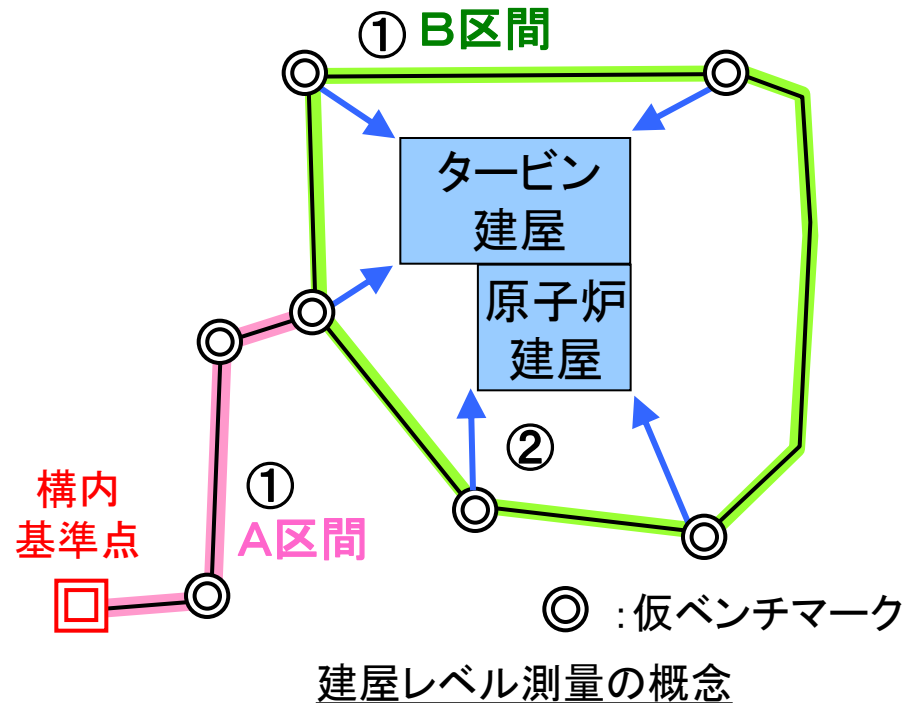 ① B区間
タービン
建屋
原子炉
建屋
②
①
A区間
構内
基準点
◎ :仮ベンチマーク
建屋レベル測量の概念